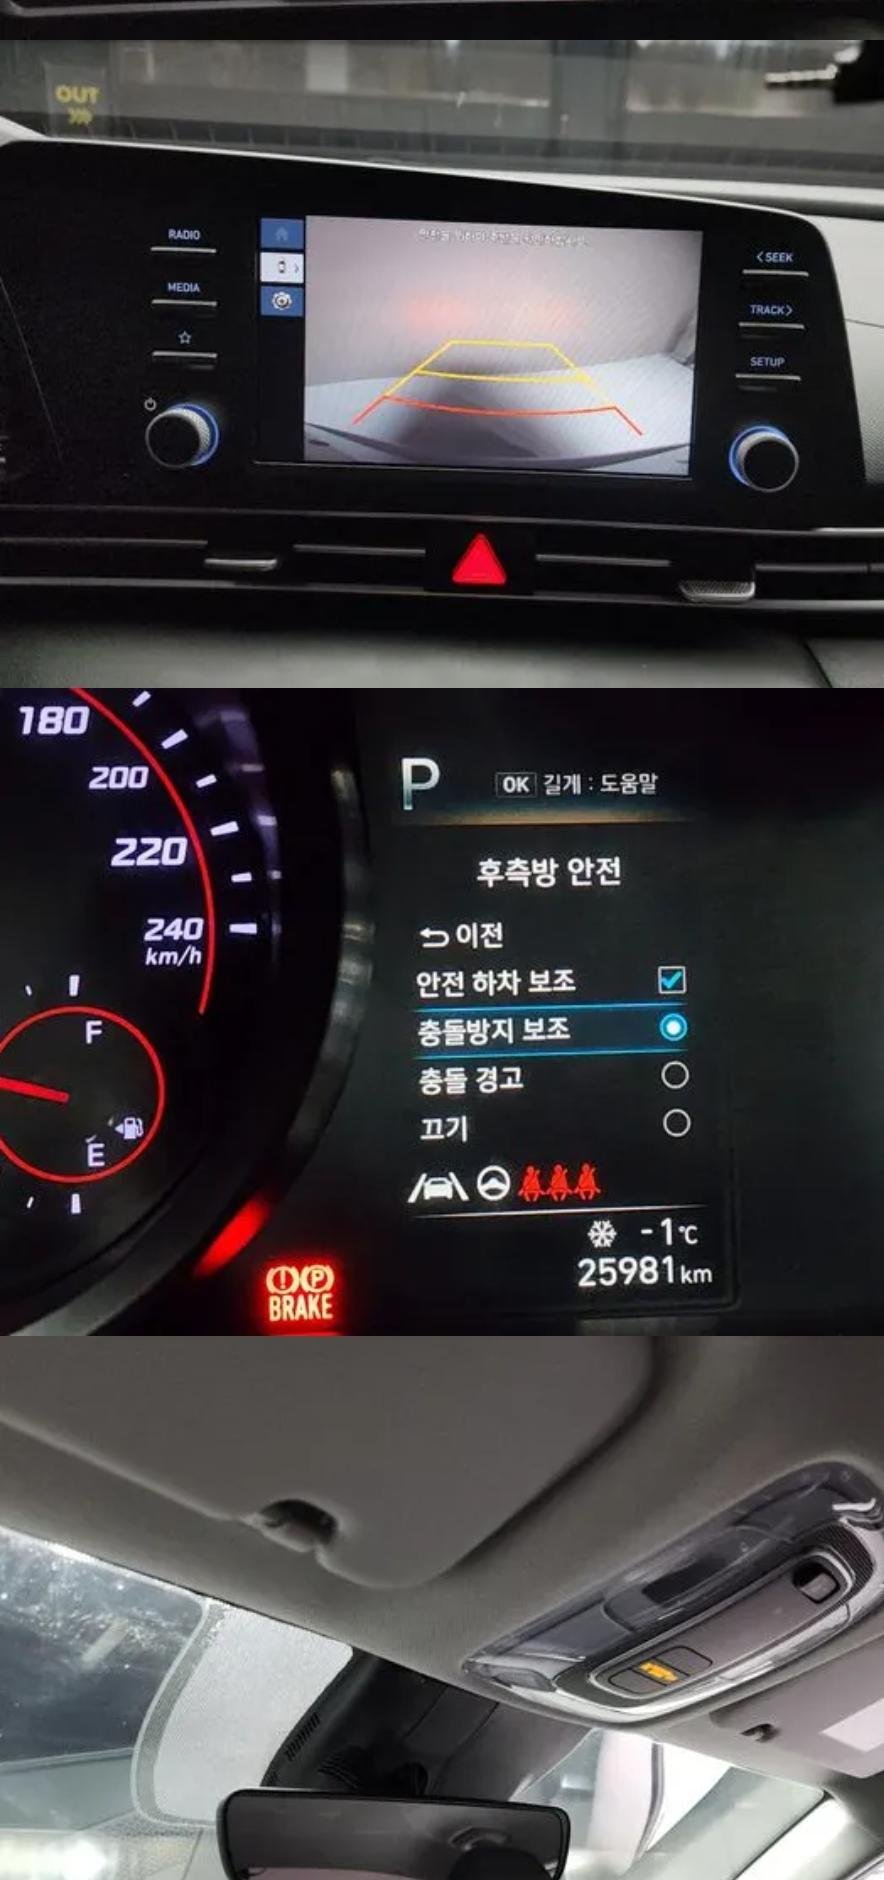 OUT
RADIO
MEDIA
< SEEK
TRACK >
SETUP
180
200
220
240
km/h
F
E
P
OK 길게 : 도움말
후측방 안전
이전
안전 하차 보조
충돌방지 보조
충돌 경고
끄기
-1℃
25981 km
P
BRAKE